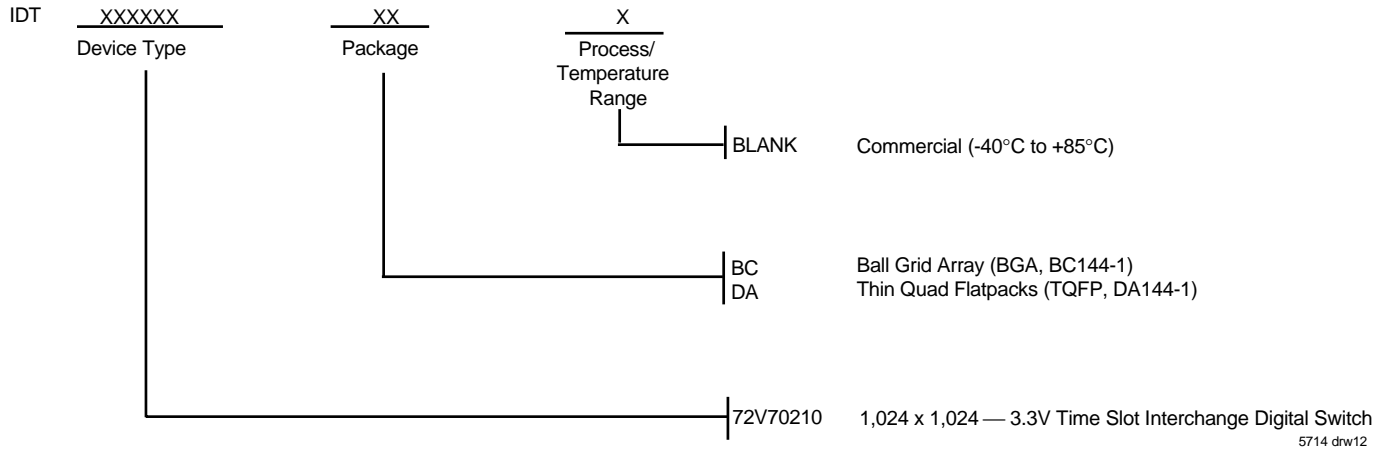 IDT XXXXXX XX X
Device Type Package Process/
Temperature
Range
BLANK Commercial (-40°C to +85°C)
BC Ball Grid Array (BGA, BC144-1)
DA Thin Quad Flatpacks (TQFP, DA144-1)
72V70210 1,024 x 1,024 — 3.3V Time Slot Interchange Digital Switch
5714 drw12